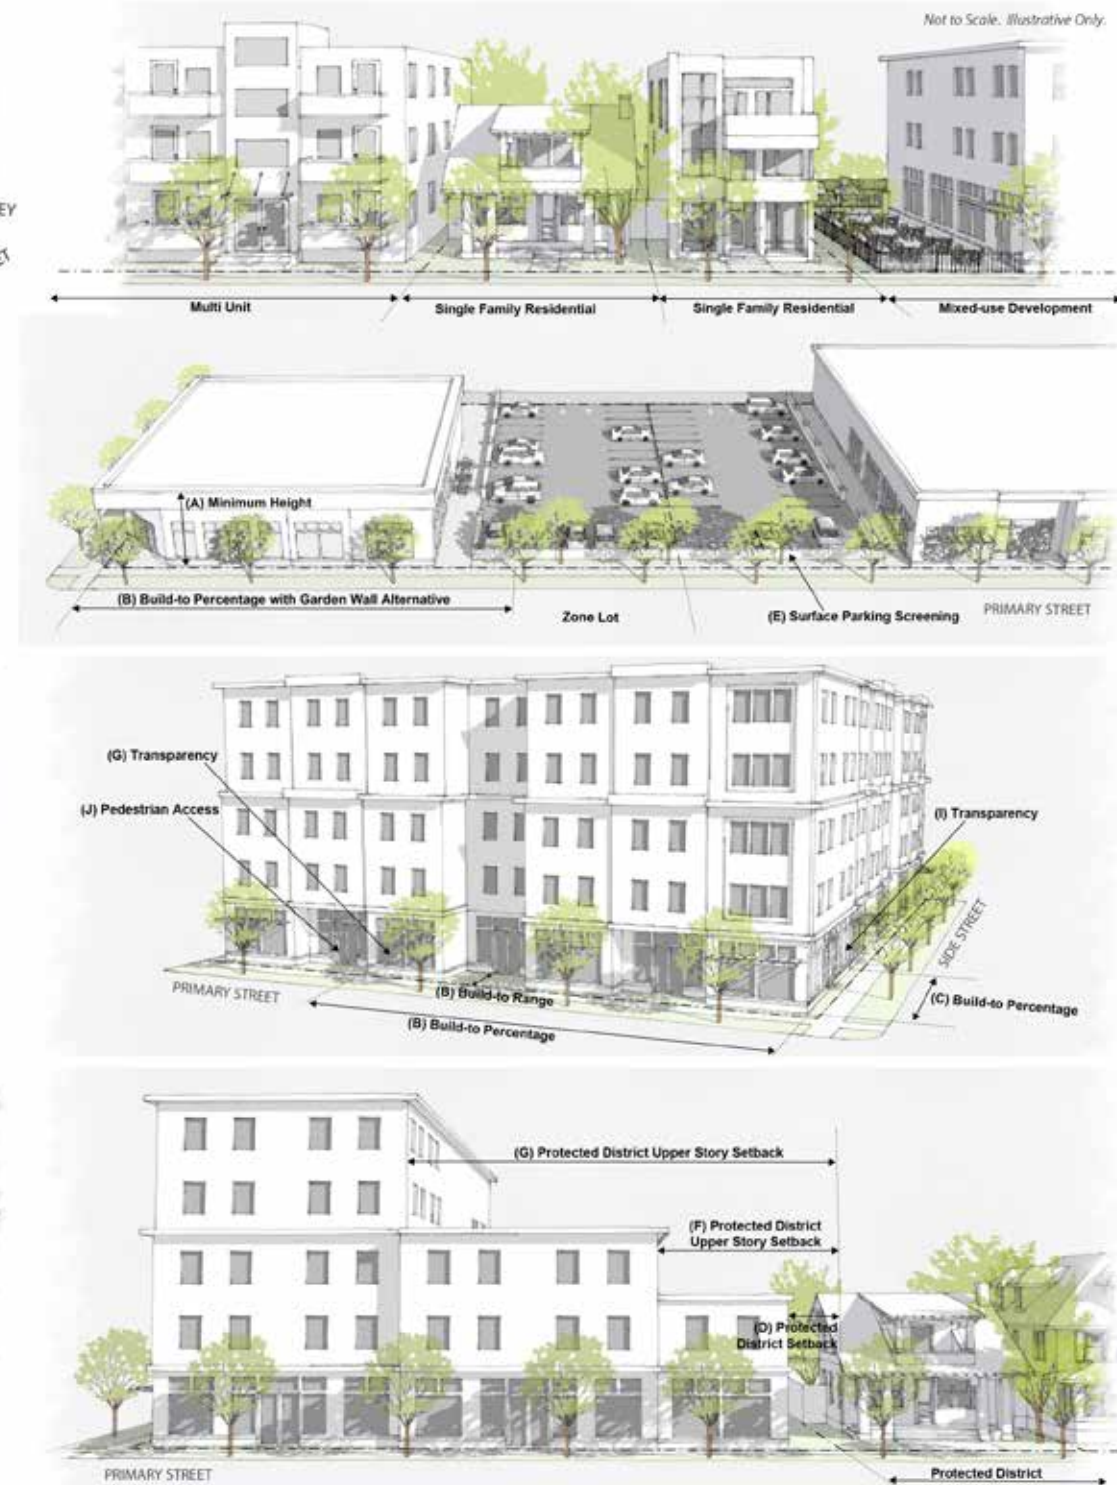 Not to Scale. Illustrative Only.
EY
Multi Unit
Single Family Residential
Single Family Residential
Mixed-use Development
(A) Minimum Height
(B) Build-to Percentage with Garden Wall Alternative
Zone Lot
(E) Surface Parking Screening
PRIMARY STREET
(G) Transparency
(J) Pedestrian Access
(I) Transparency
SIDE STREET
PRIMARY STREET
(B) Build-to Range
(C) Build-to Percentage
(B) Build-to Percentage
(G) Protected District Upper Story Setback
(F) Protected District
Upper Story Setback
(D) Protected
District Setback
PRIMARY STREET
Protected District